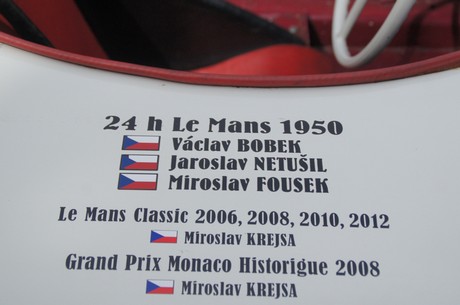 24 h Le Mans 1950
Václav BOBEK
Jaroslav NETUŠIL
Miroslav FOUSEK
Le Mans Classic 2006, 2008, 2010, 2012
Miroslav KREJSA
Grand Prix Monaco Historigue 2008
Miroslav KREJSA